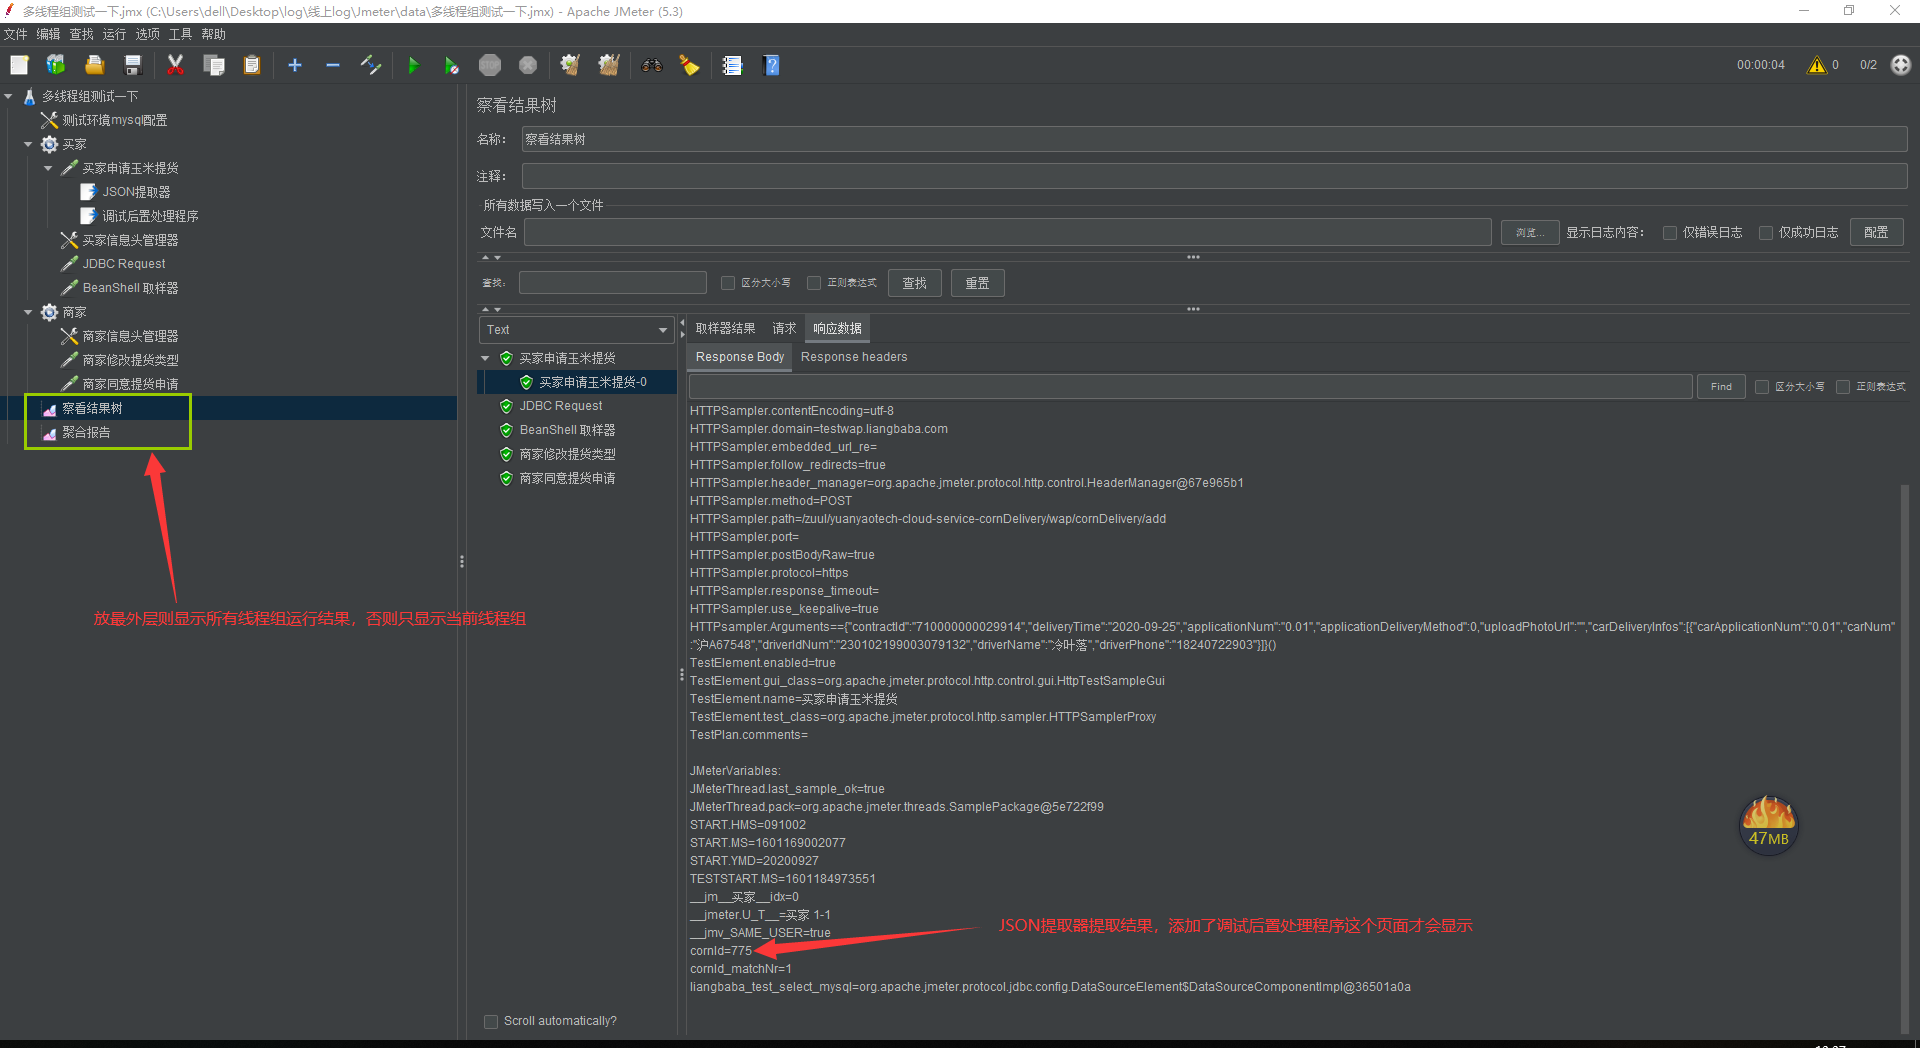 多线程组测试一下.jmx (C:\Users\dell\Desktop\log\线上log\Jmeter\data\多线程组测试一下.jmx) - Apache JMeter (5.3)
文件 编辑 查找 运行 选项 工具 帮助
00:00:04 0 0/2
多线程组测试一下
测试环境mysql配置
买家
买家申请玉米提货
JSON提取器
调试后置处理程序
买家信息头管理器
JDBC Request
BeanShell 取样器
商家
商家信息头管理器
商家修改提货类型
商家同意提货申请
察看结果树
聚合报告
放最外层则显示所有线程组运行结果，否则只显示当前线程组
察看结果树
名称： 察看结果树
注释：
所有数据写入一个文件
文件名 浏览... 显示日志内容： 仅错误日志 仅成功日志 配置
查找: 区分大小写 正则表达式 查找 重置
Text
买家申请玉米提货
买家申请玉米提货-0
JDBC Request
BeanShell 取样器
商家修改提货类型
商家同意提货申请
Scroll automatically?
取样器结果 请求 响应数据
Response Body Response headers
Find 区分大小写 正则表达式
HTTPSampler.contentEncoding=utf-8
HTTPSampler.domain=testwap.liangbaba.com
HTTPSampler.embedded_url_re=
HTTPSampler.follow_redirects=true
HTTPSampler.header_manager=org.apache.jmeter.protocol.http.control.HeaderManager@67e965b1
HTTPSampler.method=POST
HTTPSampler.path=/zuul/yuanyaotech-cloud-service-cornDelivery/wap/cornDelivery/add
HTTPSampler.port=
HTTPSampler.postBodyRaw=true
HTTPSampler.protocol=https
HTTPSampler.response_timeout=
HTTPSampler.use_keepalive=true
HTTPsampler.Arguments=={"contractId":"710000000029914","deliveryTime":"2020-09-25","applicationNum":"0.01","applicationDeliveryMethod":0,"uploadPhotoUrl":"","carDeliveryInfos":[{"carApplicationNum":"0.01","carNum"
:"沪A67548","driverIdNum":"230102199003079132","driverName":"冷叶落","driverPhone":"18240722903"}]}()
TestElement.enabled=true
TestElement.gui_class=org.apache.jmeter.protocol.http.control.gui.HttpTestSampleGui
TestElement.name=买家申请玉米提货
TestElement.test_class=org.apache.jmeter.protocol.http.sampler.HTTPSamplerProxy
TestPlan.comments=
JMeterVariables:
JMeterThread.last_sample_ok=true
JMeterThread.pack=org.apache.jmeter.threads.SamplePackage@5e722f99
START.HMS=091002
START.MS=1601169002077
START.YMD=20200927
TESTSTART.MS=1601184973551
__jm__买家__idx=0
__jmeter.U_T__=买家 1-1
__jmv_SAME_USER=true
cornId=775
cornId_matchNr=1
liangbaba_test_select_mysql=org.apache.jmeter.protocol.jdbc.config.DataSourceElement$DataSourceComponentImpl@36501a0a
JSON提取器提取结果，添加了调试后置处理程序这个页面才会显示
47MB